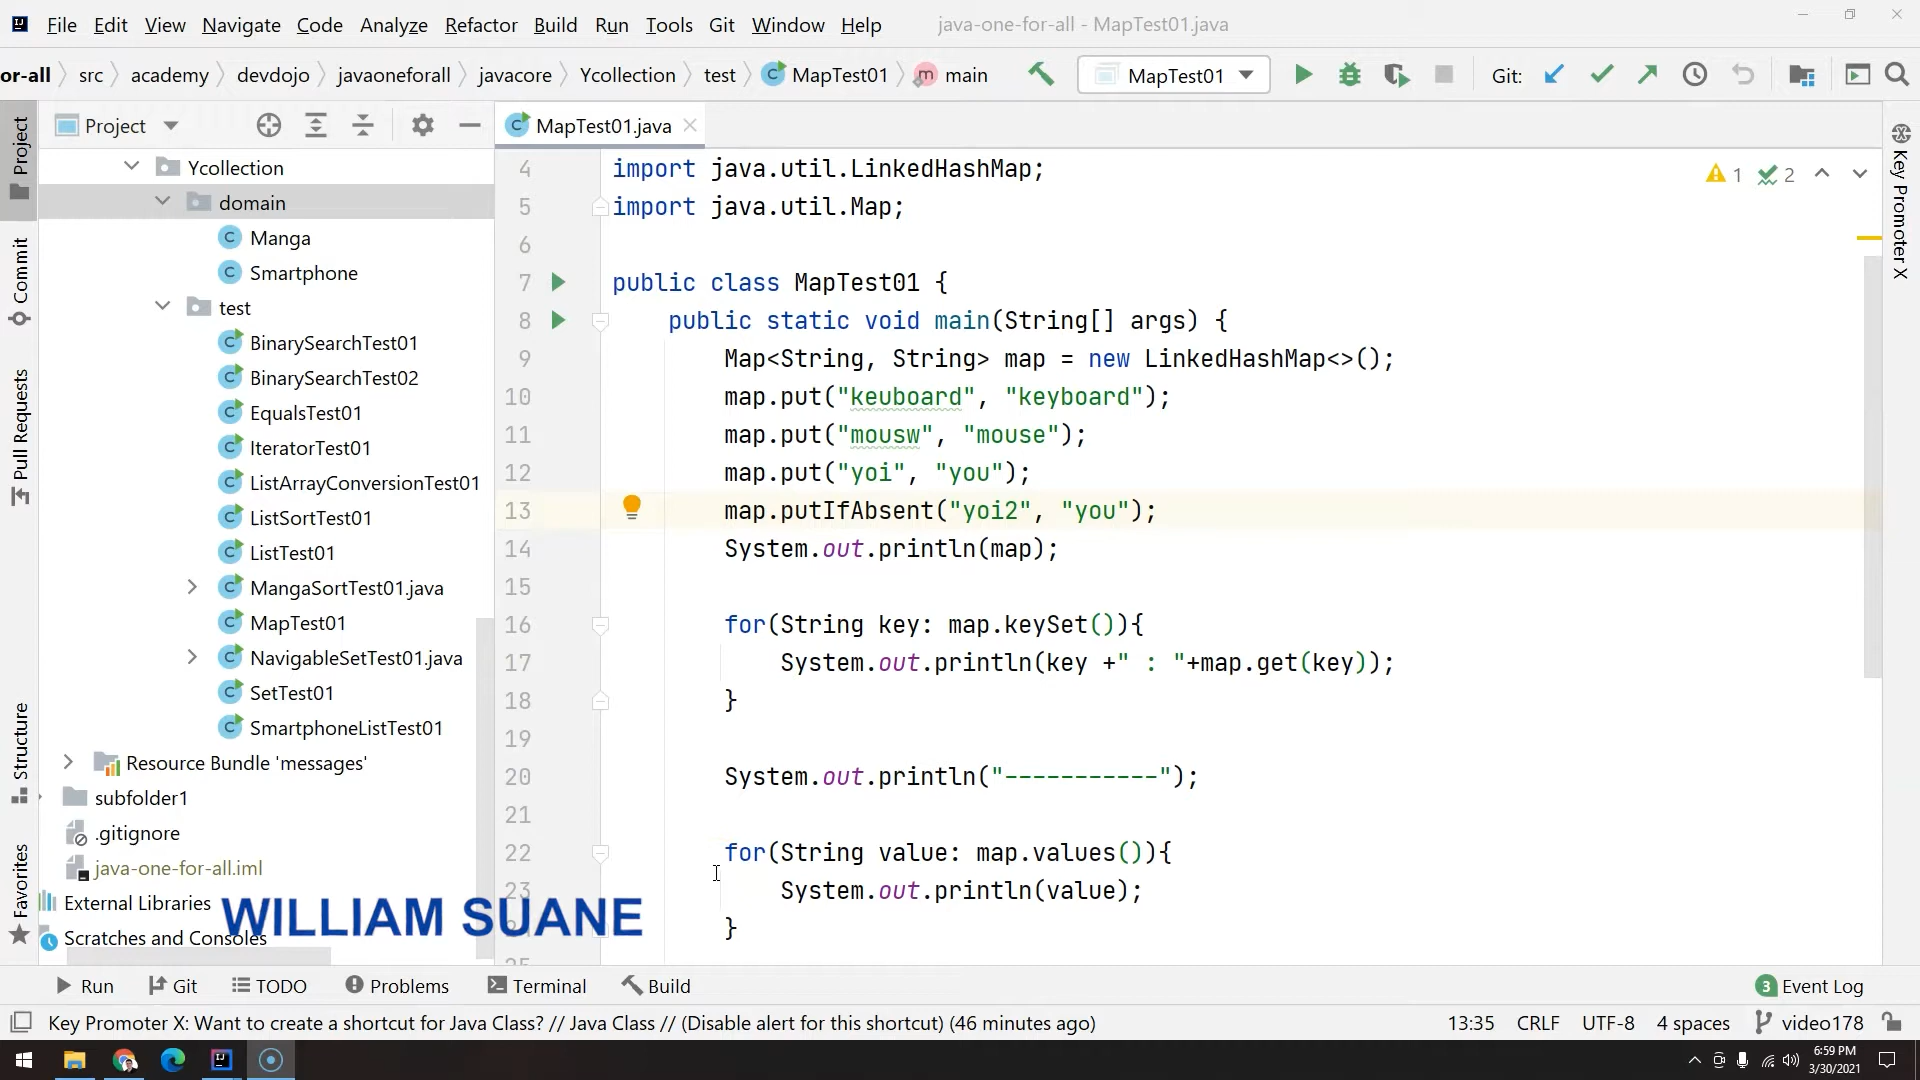 File Edit View Navigate Code Analyze Refactor Build Run Tools Git Window Help java-one-for-all - MapTest01.java
or-all src academy devdojo javaoneforall javacore Ycollection test MapTest01 m main MapTest01 Git:
Project MapTest01.java
Project
Commit
Pull Requests
Structure
Favorites
Key Promoter X
Ycollection
domain
Manga
Smartphone
test
BinarySearchTest01
BinarySearchTest02
EqualsTest01
IteratorTest01
ListArrayConversionTest01
ListSortTest01
ListTest01
MangaSortTest01.java
MapTest01
NavigableSetTest01.java
SetTest01
SmartphoneListTest01
Resource Bundle 'messages'
subfolder1
.gitignore
java-one-for-all.iml
External Libraries
Scratches and Consoles
WILLIAM SUANE
1 2
4 import java.util.LinkedHashMap;
5 import java.util.Map;
6
7 public class MapTest01 {
8 public static void main(String[] args) {
9 Map<String, String> map = new LinkedHashMap<>();
10 map.put("keuboard", "keyboard");
11 map.put("mousw", "mouse");
12 map.put("yoi", "you");
13 map.putIfAbsent("yoi2", "you");
14 System.out.println(map);
15
16 for(String key: map.keySet()){
17 System.out.println(key +" : "+map.get(key));
18 }
19
20 System.out.println("-----------");
21
22 for(String value: map.values()){
23 System.out.println(value);
}
Run Git TODO Problems Terminal Build 3 Event Log
Key Promoter X: Want to create a shortcut for Java Class? // Java Class // (Disable alert for this shortcut) (46 minutes ago) 13:35 CRLF UTF-8 4 spaces video178
6:59 PM
3/30/2021